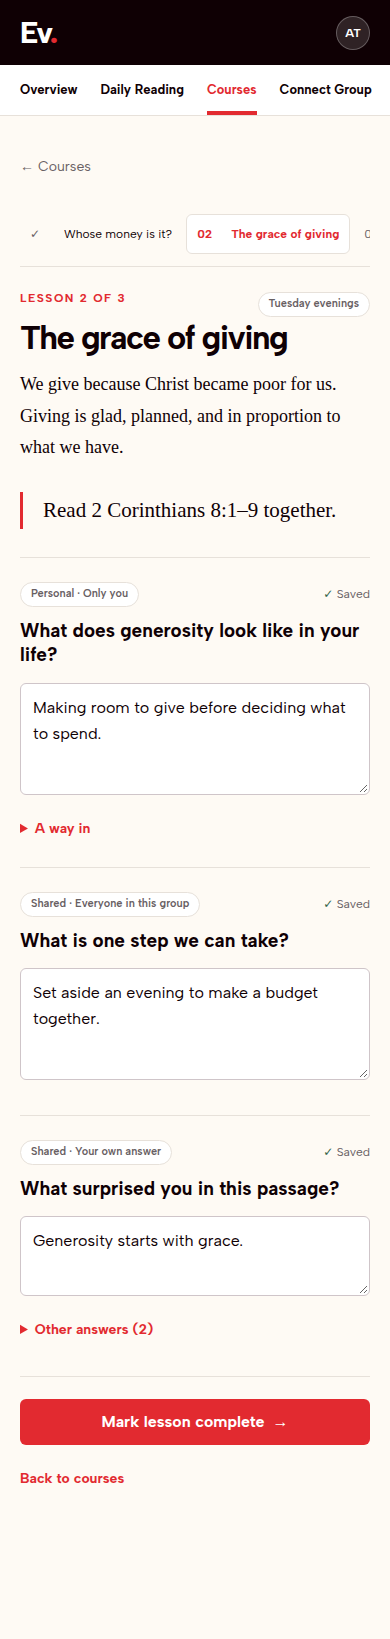 Ev.
AT
Overview Daily Reading Courses Connect Group
← Courses
✓ Whose money is it? 02 The grace of giving
LESSON 2 OF 3
Tuesday evenings
The grace of giving
We give because Christ became poor for us.
Giving is glad, planned, and in proportion to
what we have.
Read 2 Corinthians 8:1–9 together.
Personal · Only you
✓ Saved
What does generosity look like in your
life?
Making room to give before deciding what
to spend.
▶ A way in
Shared · Everyone in this group
✓ Saved
What is one step we can take?
Set aside an evening to make a budget
together.
Shared · Your own answer
✓ Saved
What surprised you in this passage?
Generosity starts with grace.
▶ Other answers (2)
Mark lesson complete →
Back to courses